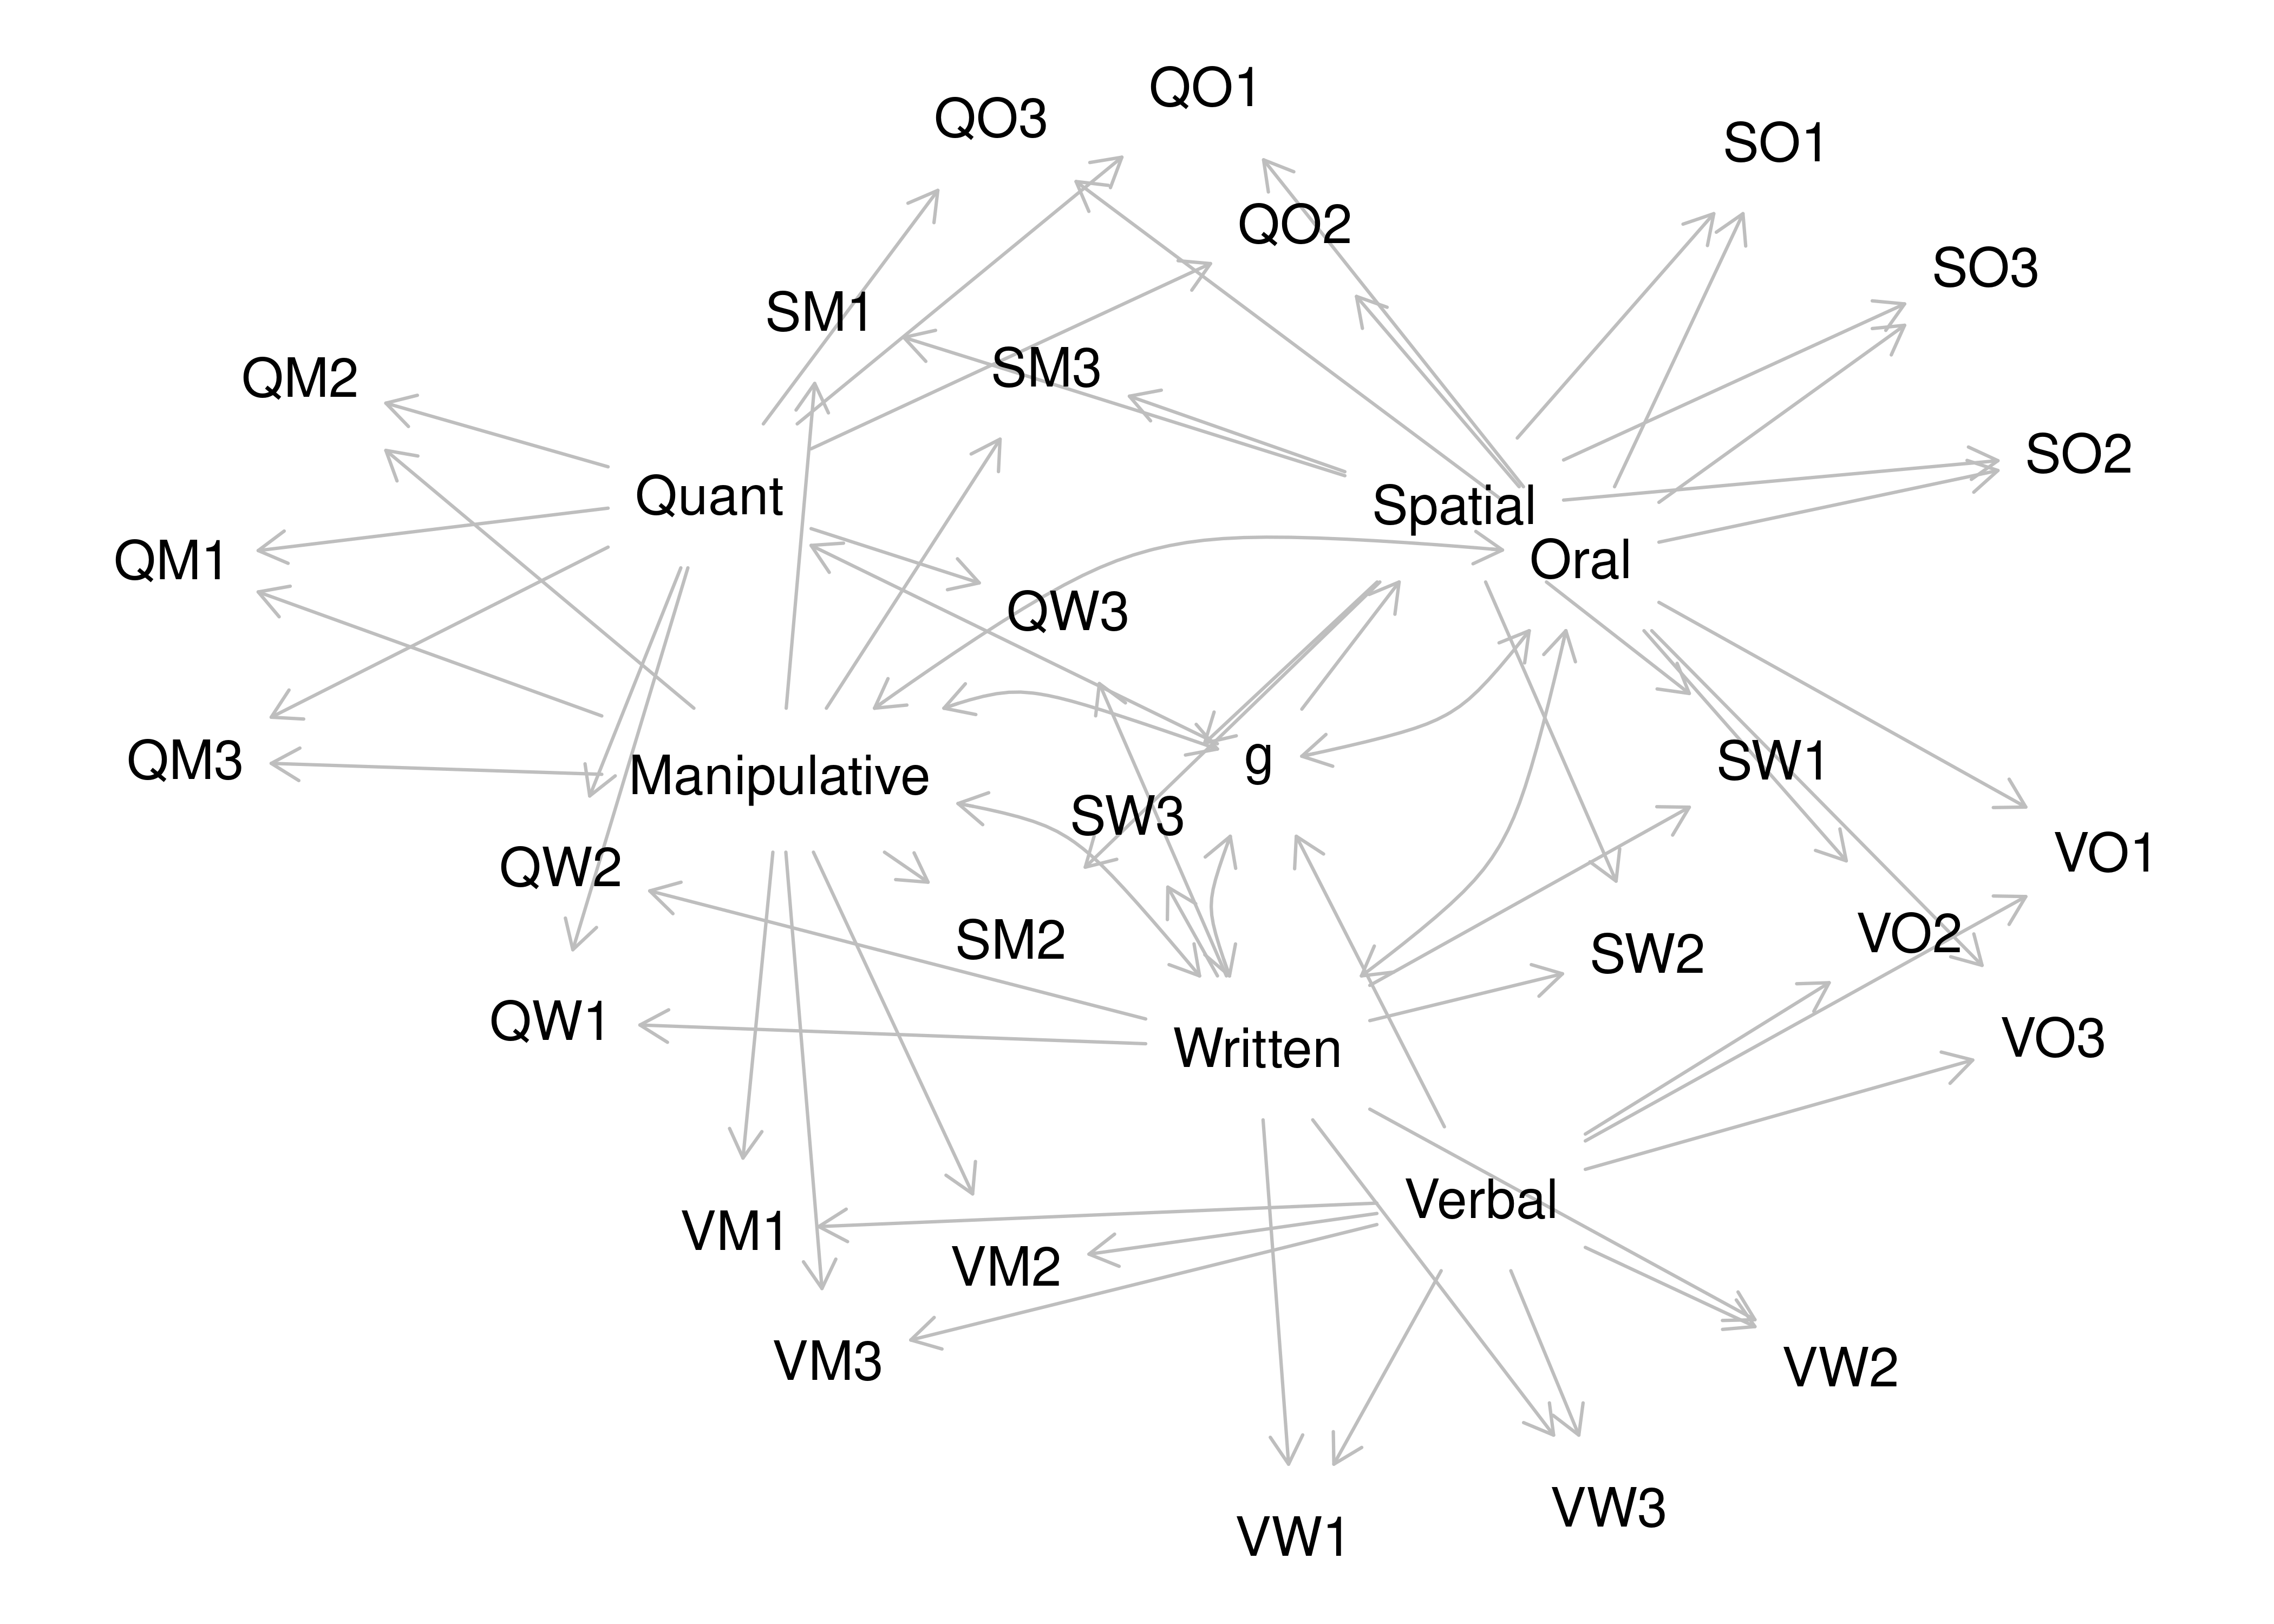 QO1
QO3
SO1
QO2
SO3
SM1
SM3
QM2
SO2
Quant
Spatial
QM1
Oral
QW3
QM3
g
SW1
Manipulative
SW3
VO1
QW2
VO2
SM2
SW2
QW1
VO3
Written
Verbal
VM1
VM2
VM3
VW2
VW3
VW1